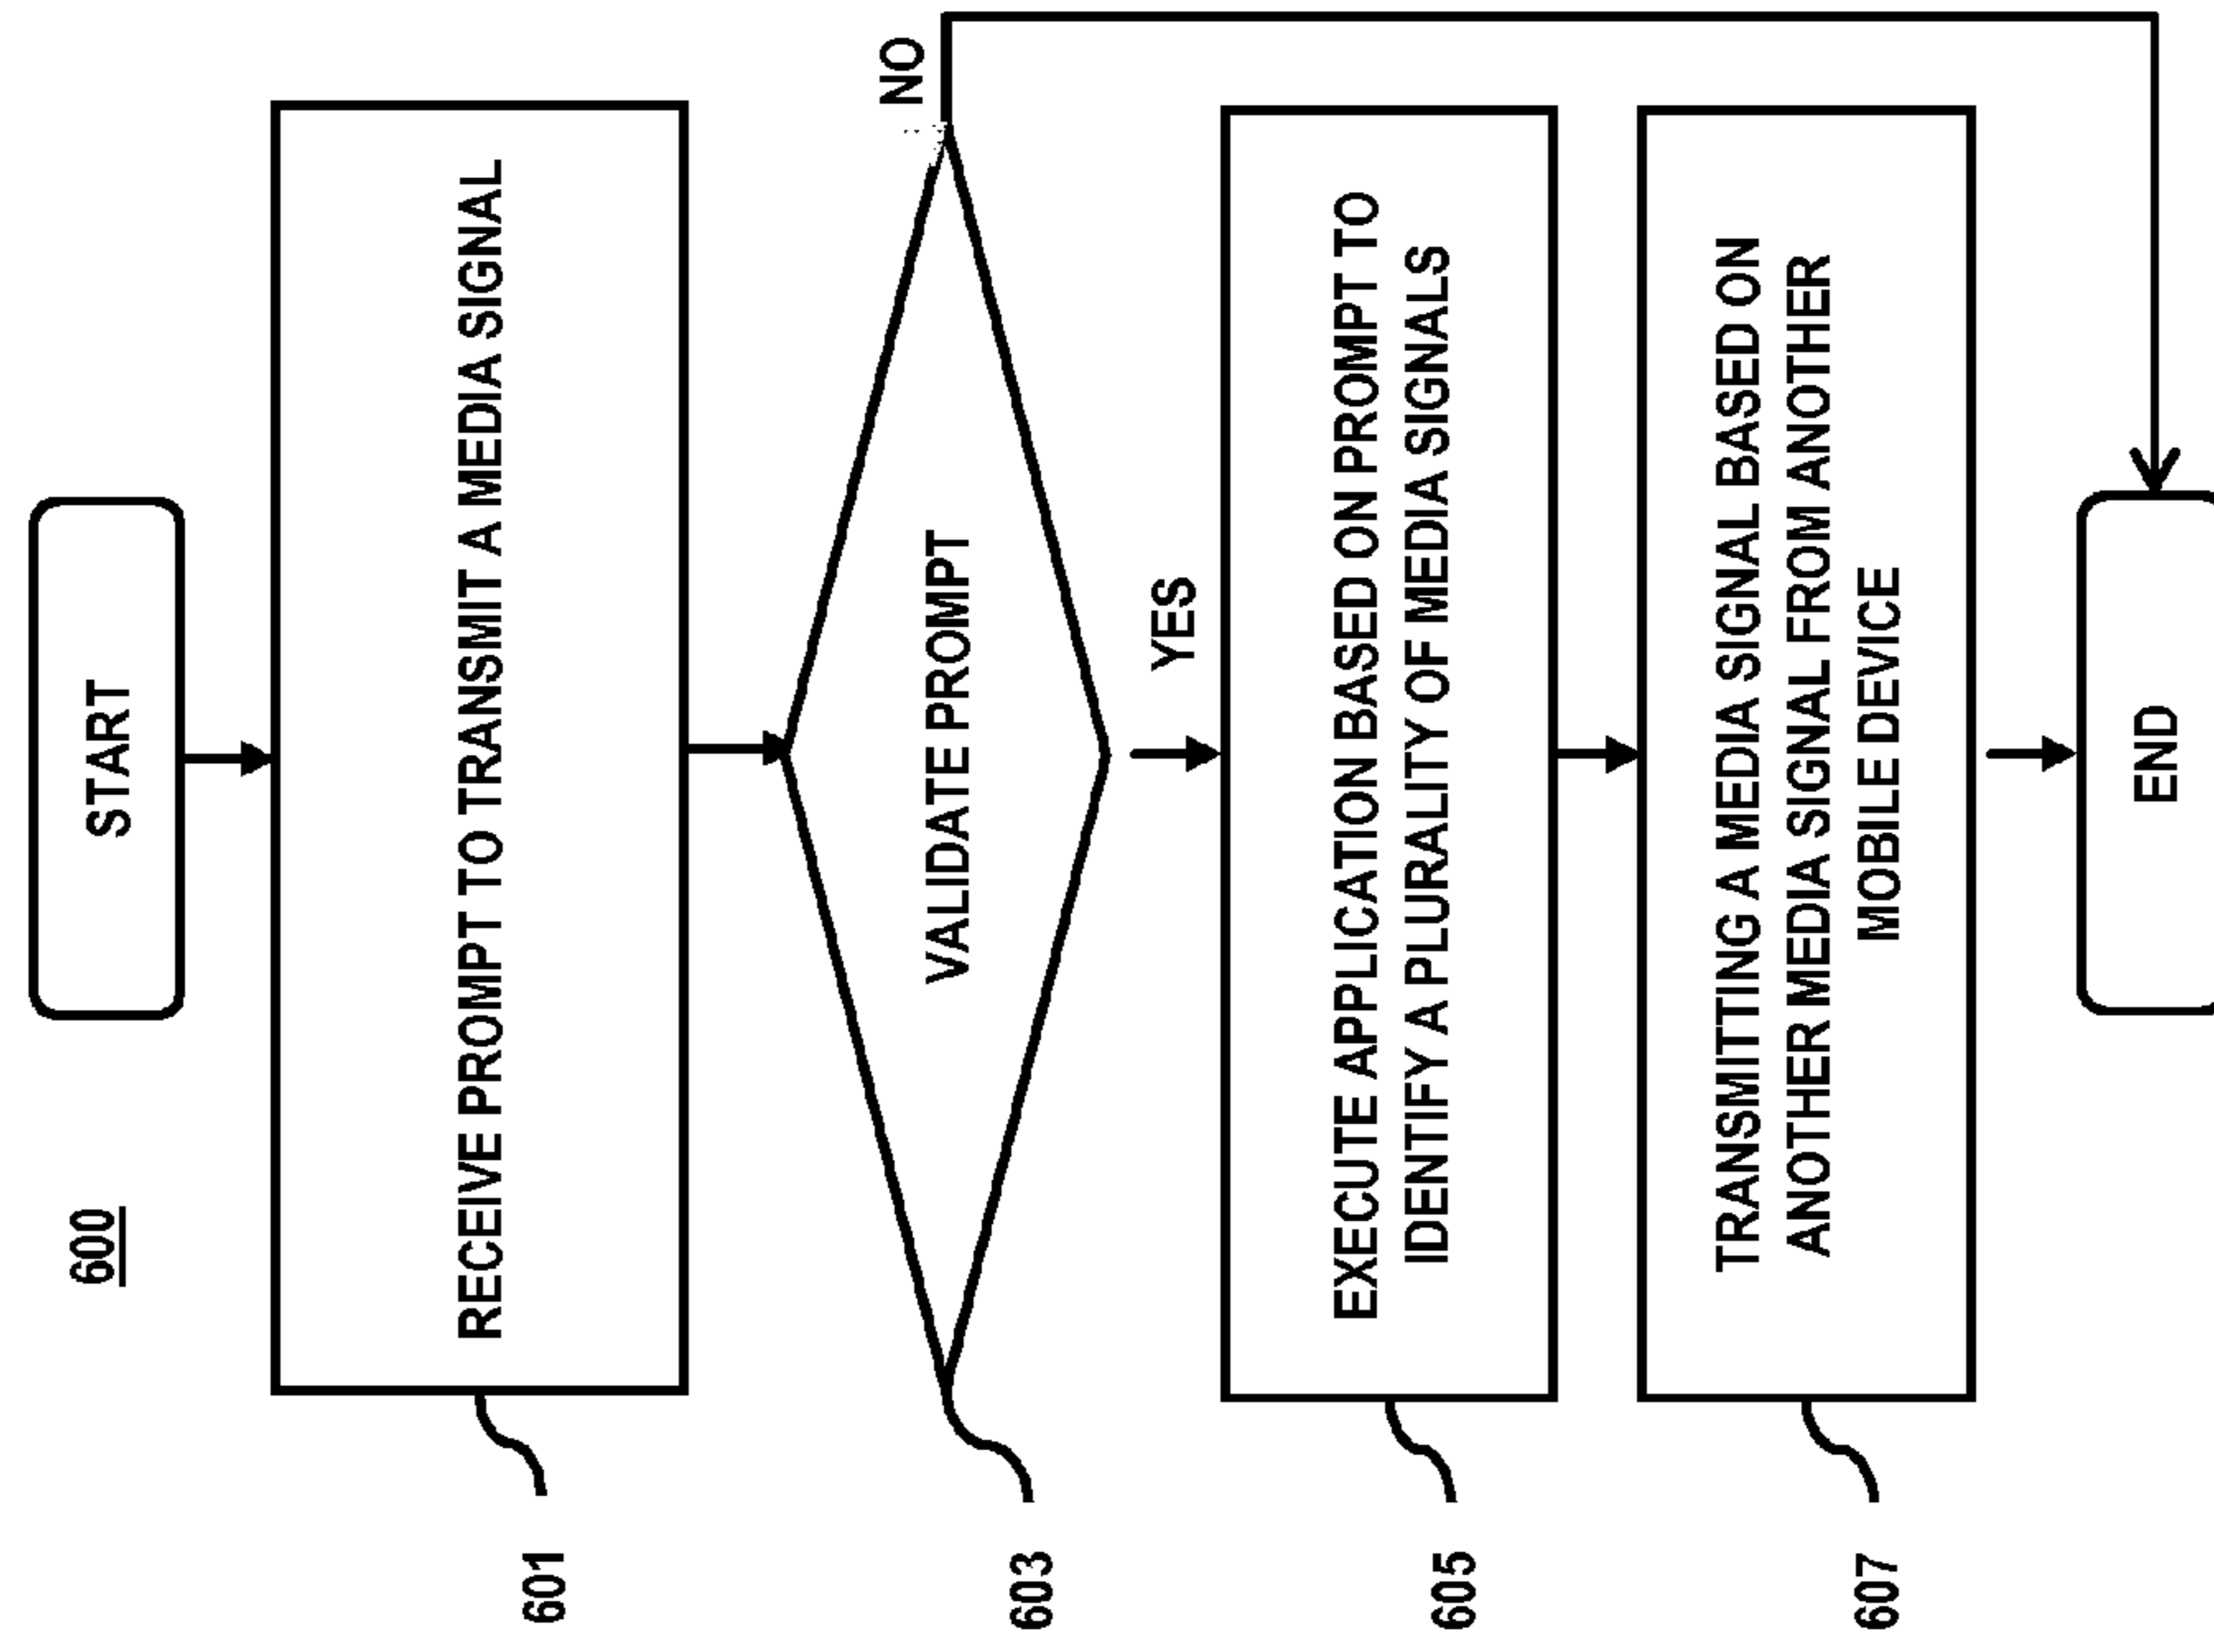 600
START
601
RECEIVE PROMPT TO TRANSMIT A MEDIA SIGNAL
603
VALIDATE PROMPT
NO
YES
605
EXECUTE APPLICATION BASED ON PROMPT TO
IDENTIFY A PLURALITY OF MEDIA SIGNALS
607
TRANSMITTING A MEDIA SIGNAL BASED ON
ANOTHER MEDIA SIGNAL FROM ANOTHER
MOBILE DEVICE
END